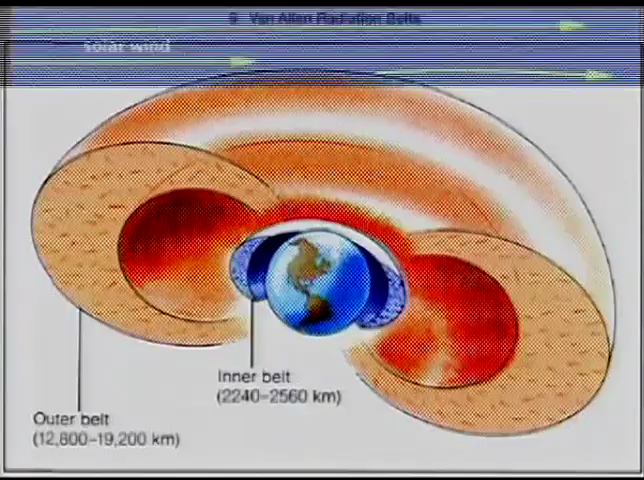 9. Van Allen Radiation Belts
solar wind
Inner belt
(2240–2560 km)
Outer belt
(12,800–19,200 km)